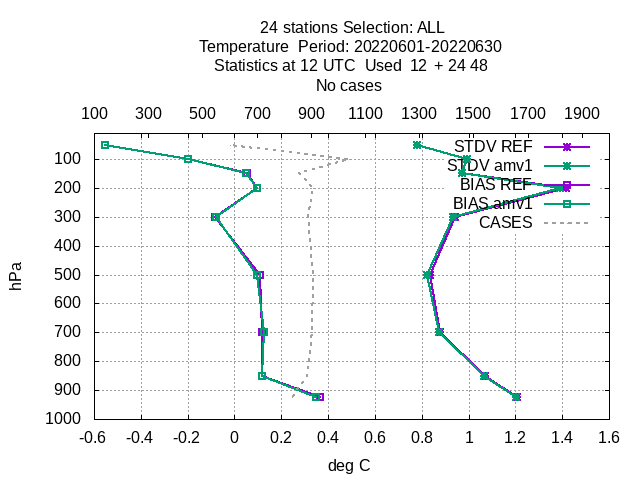 24 stations Selection: ALL
Temperature  Period: 20220601-20220630
Statistics at 12 UTC  Used  12  + 24 48
No cases
100 300 500 700 900 1100 1300 1500 1700 1900
STDV REF
STDV amv1
BIAS REF
BIAS amv1
CASES
100
200
300
400
500
600
700
800
900
1000
hPa
-0.6 -0.4 -0.2 0 0.2 0.4 0.6 0.8 1 1.2 1.4 1.6
deg C